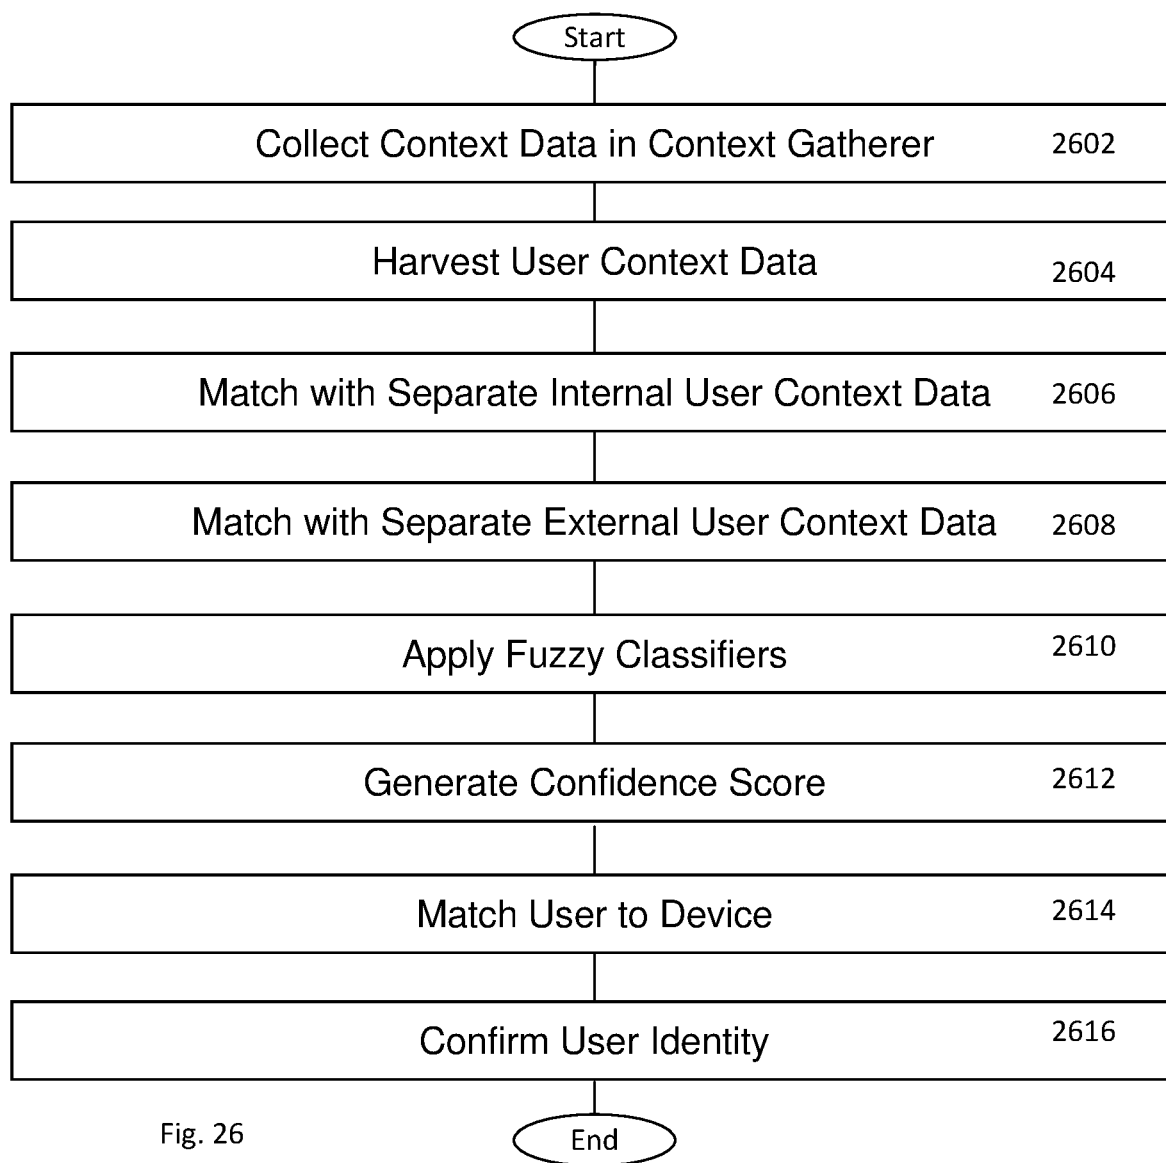 Start
Collect Context Data in Context Gatherer 2602
Harvest User Context Data 2604
Match with Separate Internal User Context Data 2606
Match with Separate External User Context Data 2608
Apply Fuzzy Classifiers 2610
Generate Confidence Score 2612
Match User to Device 2614
Confirm User Identity 2616
Fig. 26
End